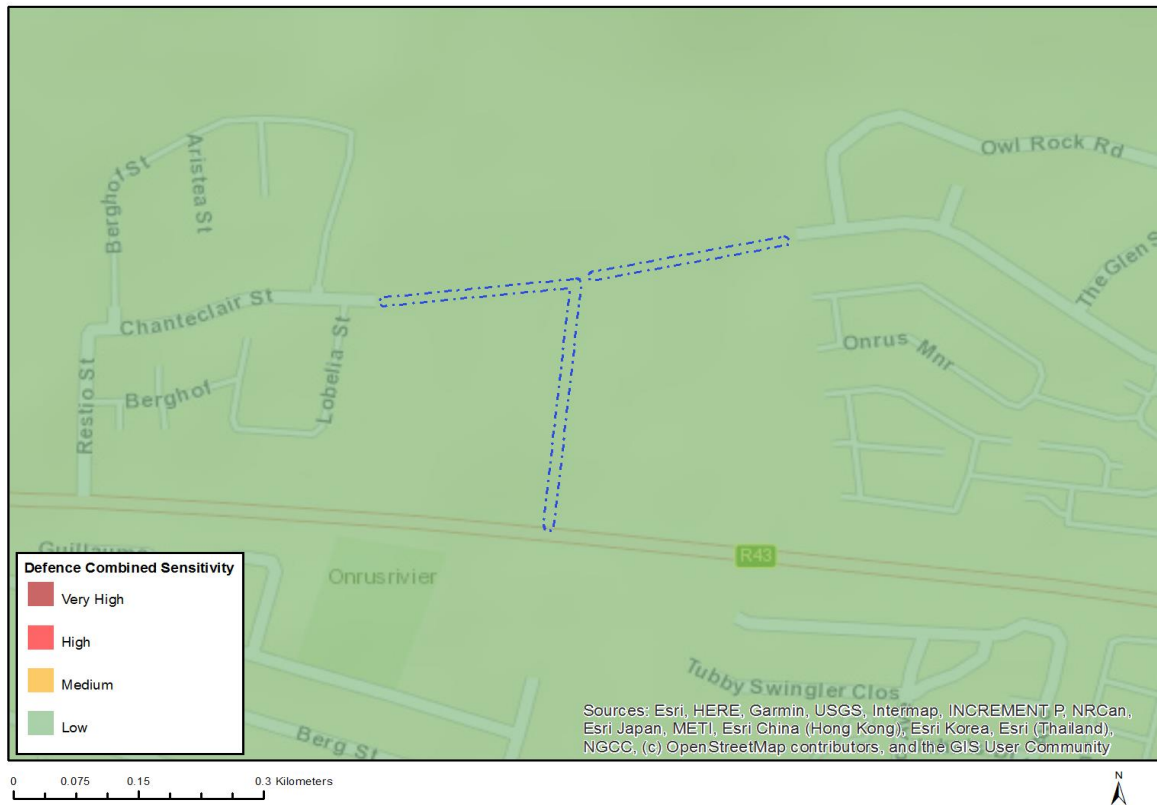 Owl Rock Rd
Aristea St
Berghof St
The Glen S
Chanteclair St
Onrus Mnr
Lobelia St
Berghof
Restio St
R43
Guillaume
Onrusrivier
Tubby Swingler Clos
Berg St
Defence Combined Sensitivity
Very High
High
Medium
Low
Sources: Esri, HERE, Garmin, USGS, Intermap, INCREMENT P, NRCan,
Esri Japan, METI, Esri China (Hong Kong), Esri Korea, Esri (Thailand),
NGCC, (c) OpenStreetMap contributors, and the GIS User Community
0 0.075 0.15 0.3 Kilometers
N